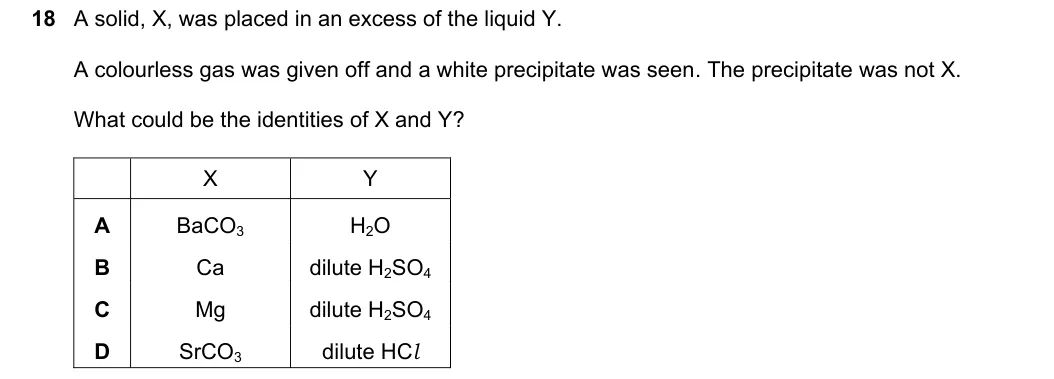 18 A solid, X, was placed in an excess of the liquid Y.
A colourless gas was given off and a white precipitate was seen. The precipitate was not X.
What could be the identities of X and Y?
X Y
A BaCO₃ H₂O
B Ca dilute H₂SO₄
C Mg dilute H₂SO₄
D SrCO₃ dilute HCl